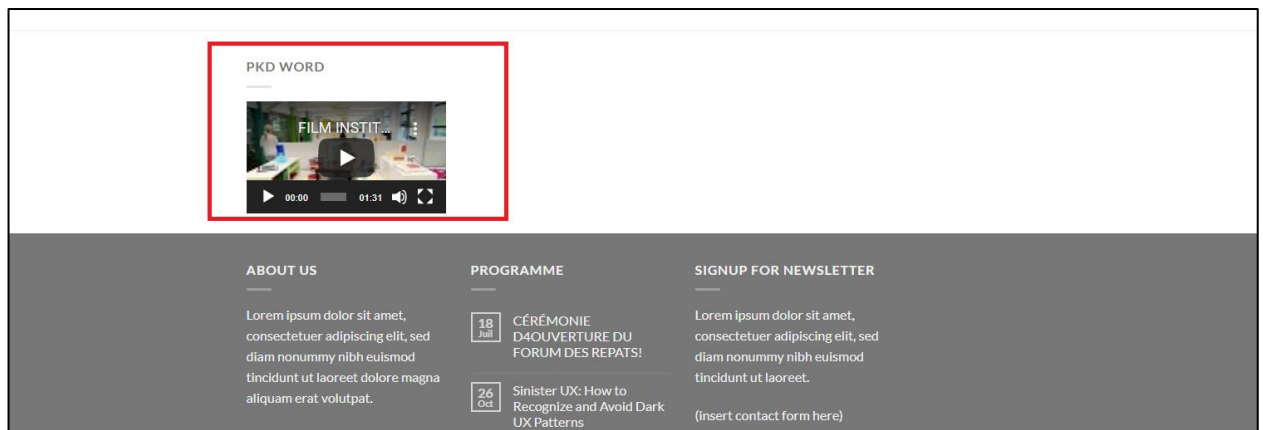 PKD WORD
FILM INSTIT...
00:00 01:31
ABOUT US
Lorem ipsum dolor sit amet,
consectetuer adipiscing elit, sed
diam nonummy nibh euismod
tincidunt ut laoreet dolore magna
aliquam erat volutpat.
PROGRAMME
18
Juil
CÉRÉMONIE
D4OUVERTURE DU
FORUM DES REPATS!
26
Oct
Sinister UX: How to
Recognize and Avoid Dark
UX Patterns
SIGNUP FOR NEWSLETTER
Lorem ipsum dolor sit amet,
consectetuer adipiscing elit, sed
diam nonummy nibh euismod
tincidunt ut laoreet.
(insert contact form here)